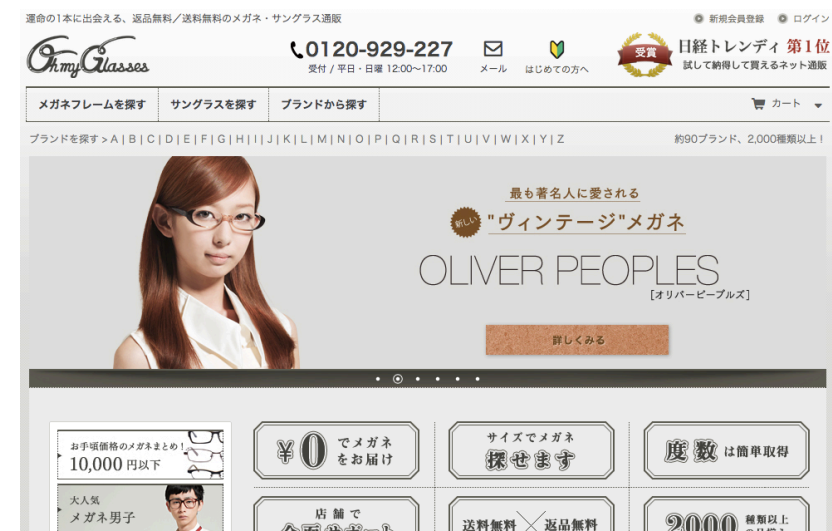 運命の1本に出会える、返品無料／送料無料のメガネ・サングラス通販
新規会員登録 ログイン
OhmyGlasses
0120-929-227
受付 / 平日・日曜 12:00～17:00
メール
はじめての方へ
受賞
日経トレンディ 第1位
試して納得して買えるネット通販
メガネフレームを探す サングラスを探す ブランドから探す カート
ブランドを探す > A | B | C | D | E | F | G | H | I | J | K | L | M | N | O | P | Q | R | S | T | U | V | W | X | Y | Z
約90ブランド、2,000種類以上！
最も著名人に愛される
新しい "ヴィンテージ"メガネ
OLIVER PEOPLES
[オリバーピープルズ]
詳しくみる
お手頃価格のメガネまとめ！
10,000 円以下
¥0 でメガネをお届け
サイズでメガネ
探せます
度数 は簡単取得
大人気
メガネ男子
店舗で
送料無料 返品無料
2000 種類以上